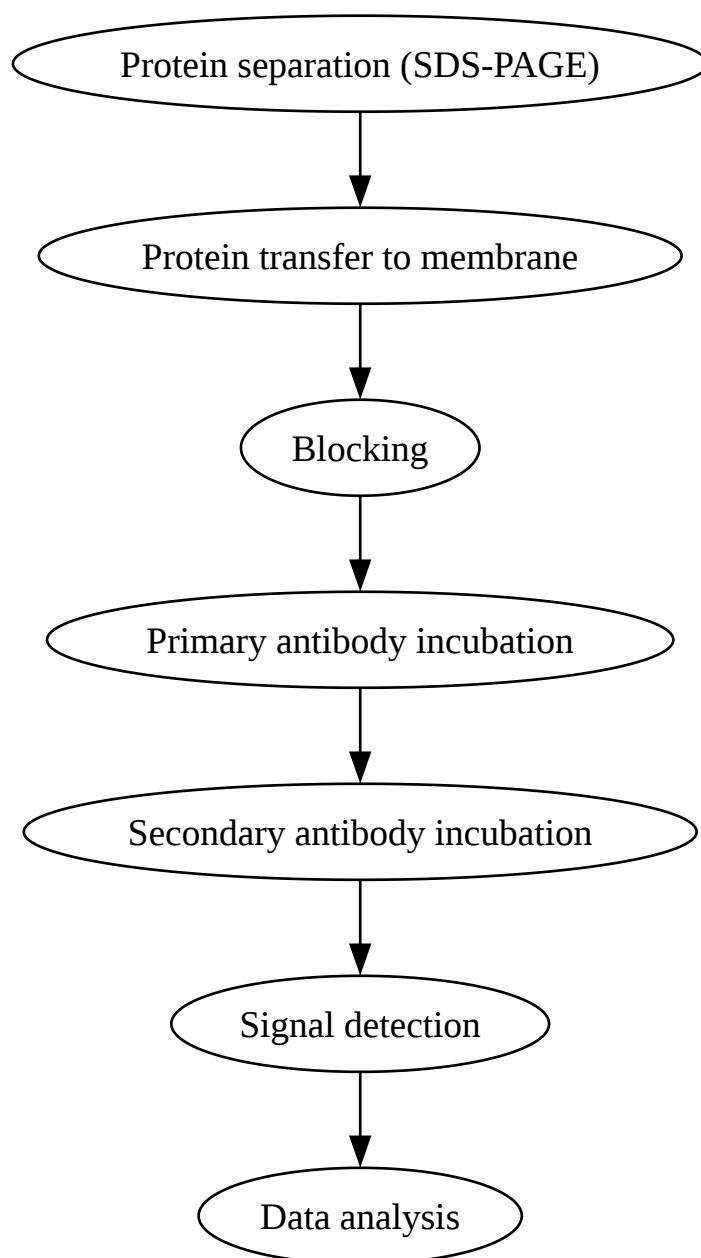 Protein separation (SDS-PAGE)
Protein transfer to membrane
Blocking
Primary antibody incubation
Secondary antibody incubation
Signal detection
Data analysis